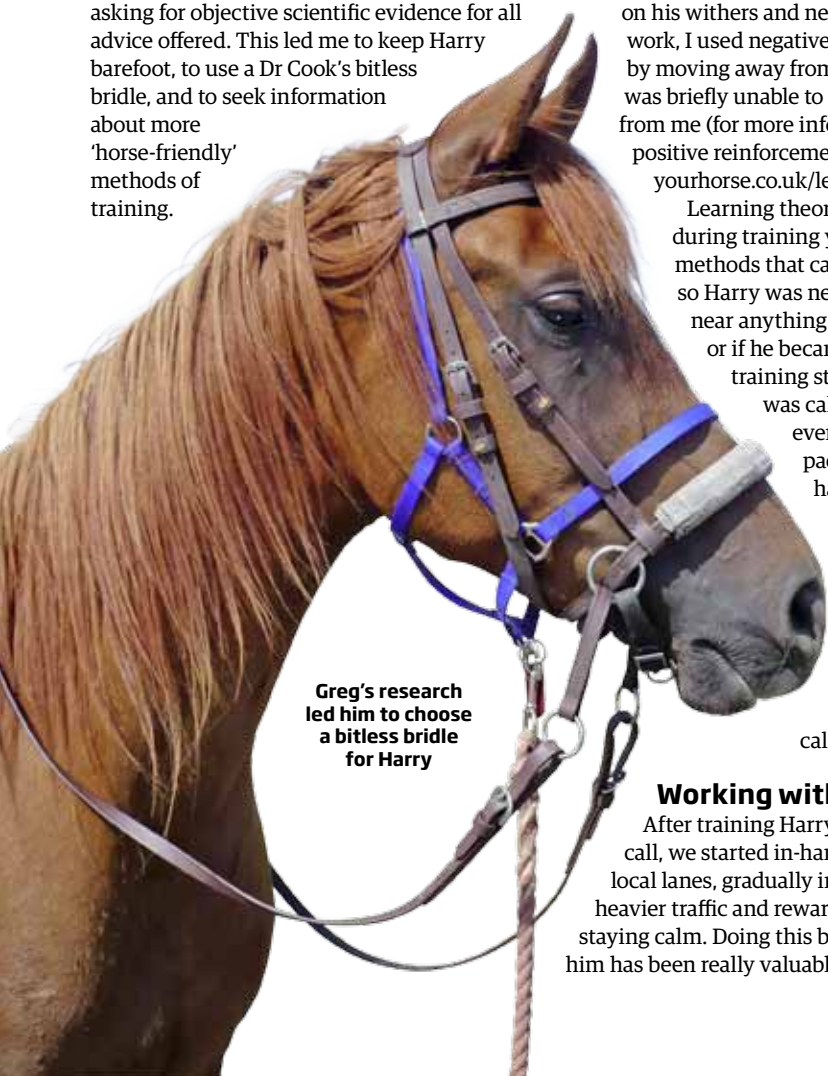 asking for objective scientific evidence for all
advice offered. This led me to keep Harry
barefoot, to use a Dr Cook's bitless
bridle, and to seek information
about more
‘horse-friendly’
methods of
training.
Greg's research
led him to choose
a bitless bridle
for Harry
on his withers and ne
work, I used negative
by moving away from
was briefly unable to
from me (for more info
positive reinforceme
yourhorse.co.uk/le
Learning theor
during training y
methods that ca
so Harry was ne
near anything
or if he becar
training st
was cal
ever
pac
ha
cal
Working with
After training Harry
call, we started in-har
local lanes, gradually in
heavier traffic and rewar
staying calm. Doing this b
him has been really valuabl